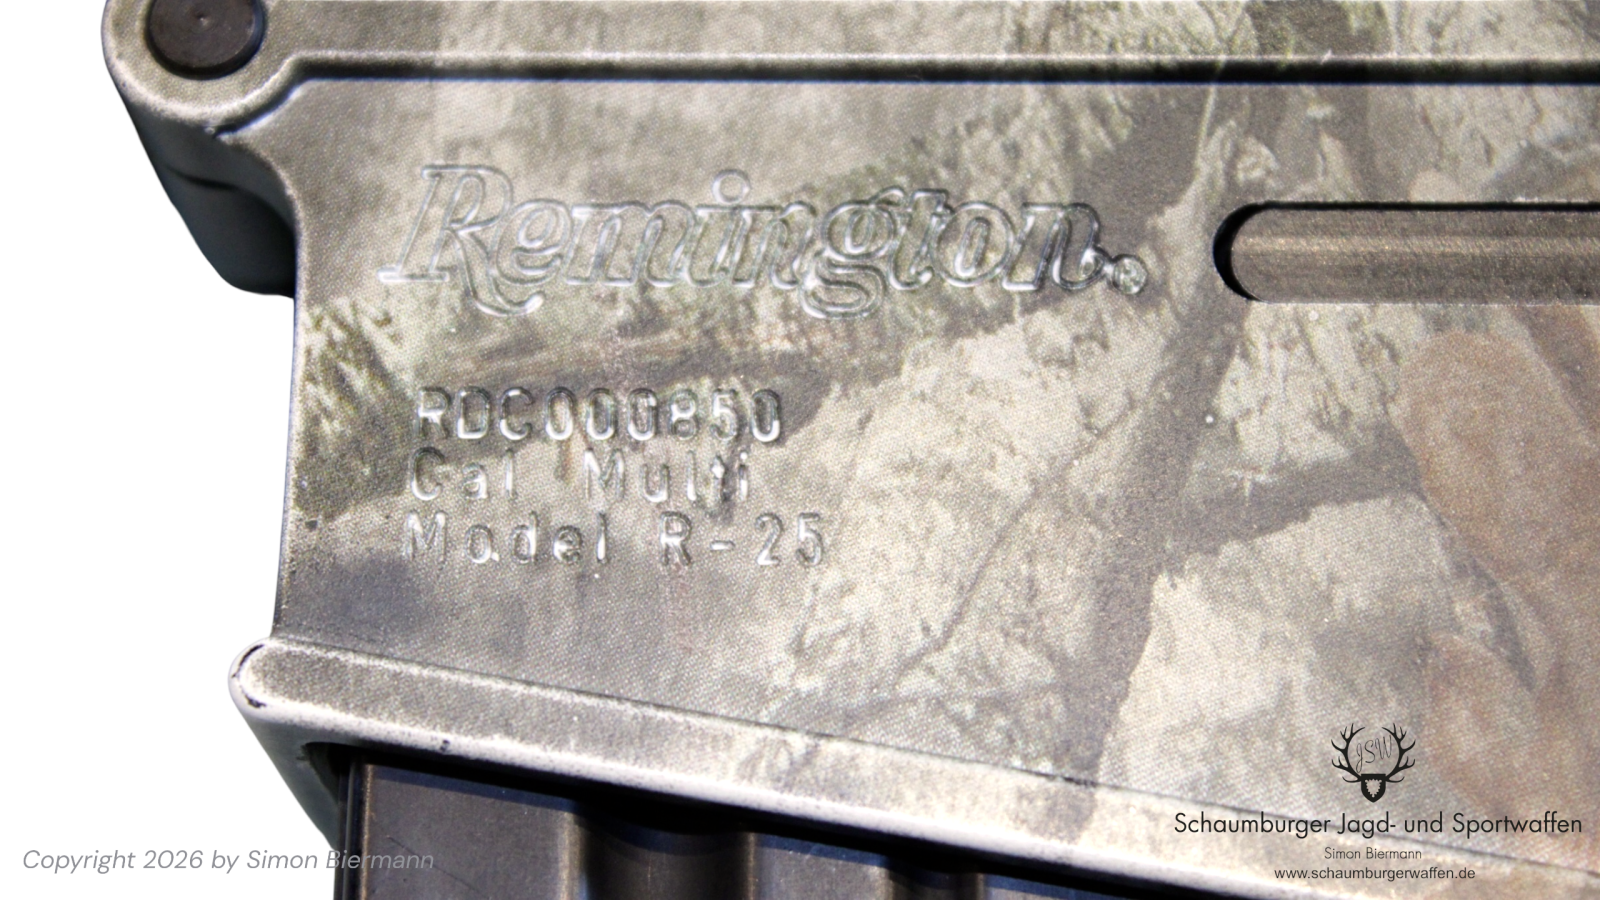 Remington.
RDC000850
Cal Multi
Model R-25
JSW
Schaumburger Jagd- und Sportwaffen
Simon Biermann
www.schaumburgerwaffen.de
Copyright 2026 by Simon Biermann